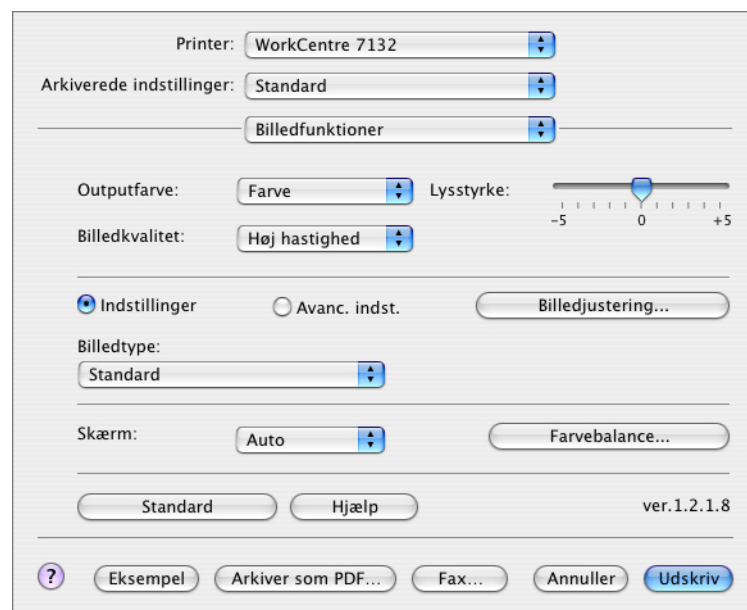 Printer: WorkCentre 7132
Arkiverede indstillinger: Standard
Billedfunktioner
Outputfarve: Farve Lysstyrke:
-5 0 +5
Billedkvalitet: Høj hastighed
Indstillinger Avanc. indst. Billedjustering...
Billedtype:
Standard
Skærm: Auto Farvebalance...
Standard Hjælp ver.1.2.1.8
? Eksempel Arkiver som PDF... Fax... Annuller Udskriv